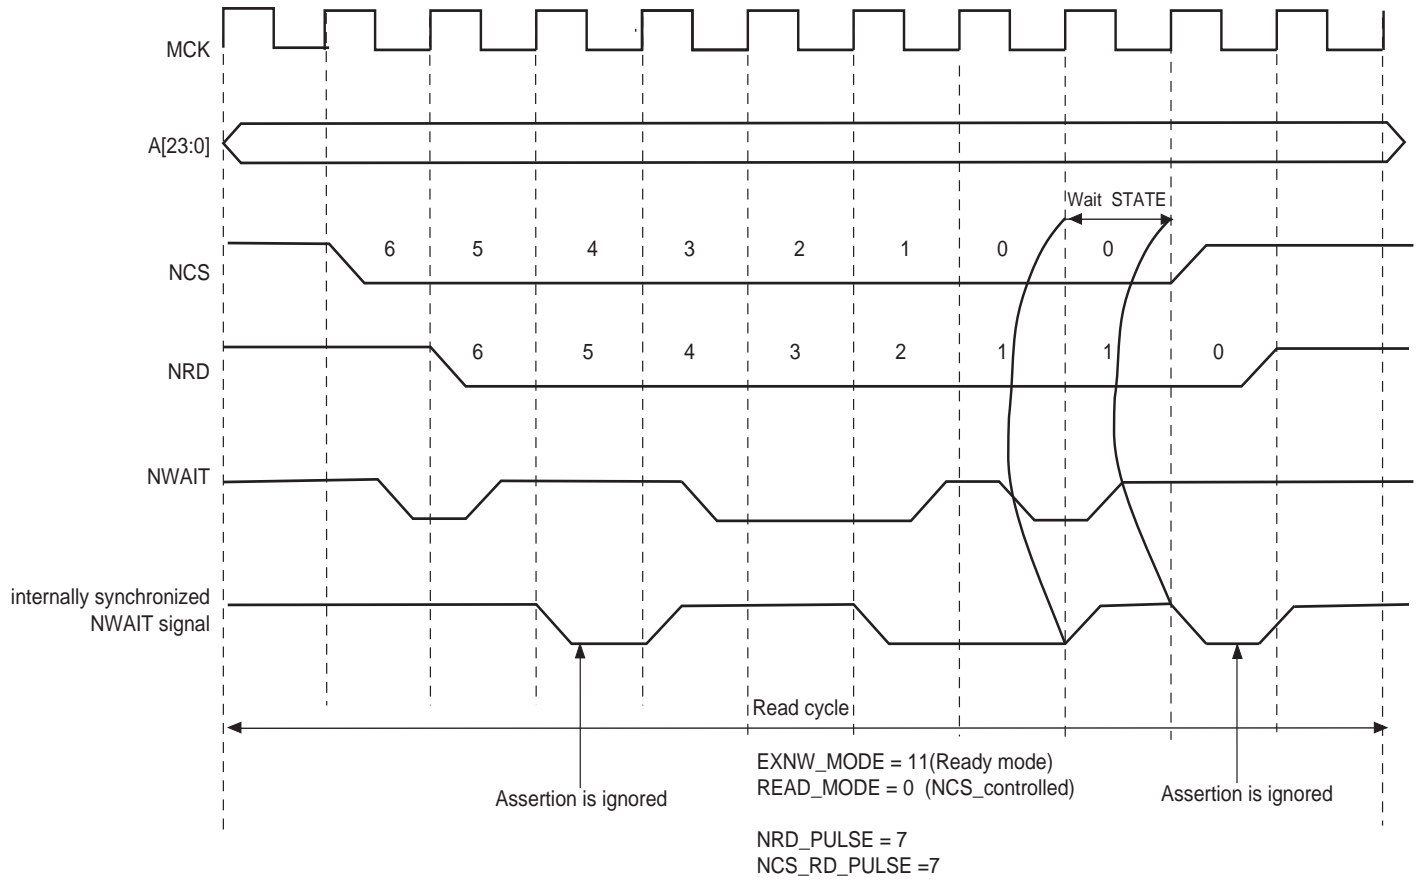 MCK
A[23:0]
Wait STATE
NCS
6 5 4 3 2 1 0 0
NRD
6 5 4 3 2 1 1 0
NWAIT
internally synchronized
NWAIT signal
Read cycle
EXNW_MODE = 11(Ready mode)
READ_MODE = 0 (NCS_controlled)
Assertion is ignored
Assertion is ignored
NRD_PULSE = 7
NCS_RD_PULSE =7